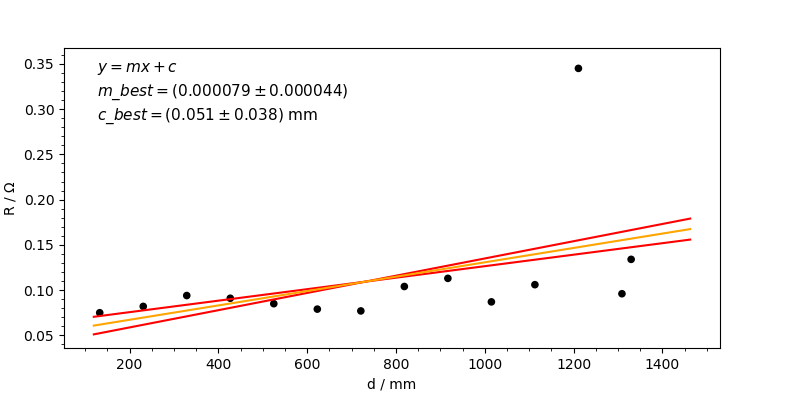 y = mx + c
m_best = (0.000079 ± 0.000044)
c_best = (0.051 ± 0.038) mm
0.35
0.30
0.25
0.20
0.15
0.10
0.05
R / Ω
200 400 600 800 1000 1200 1400
d / mm